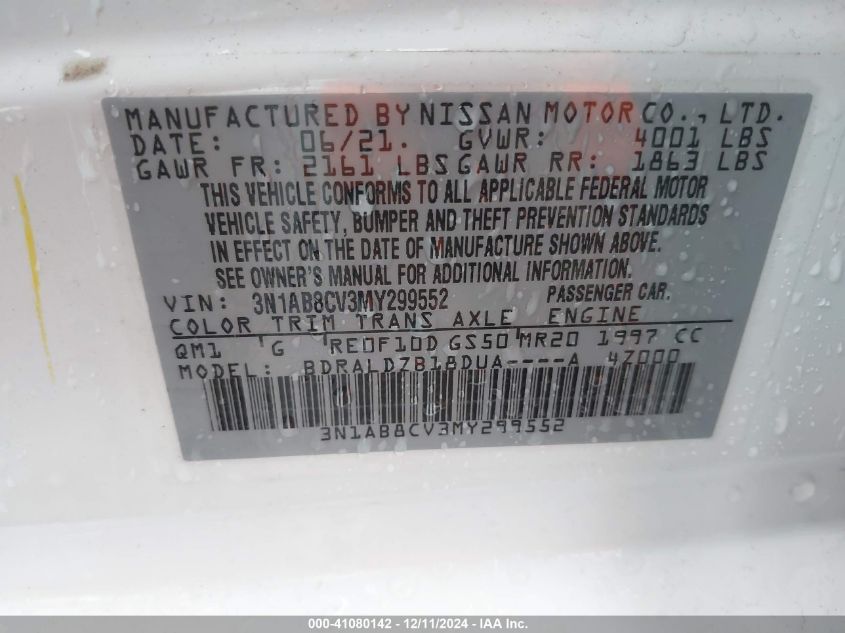 MANUFACTURED BY NISSAN MOTOR CO., LTD.
DATE: 06/21. GVWR: 4001 LBS
GAWR FR: 2161 LBS GAWR RR: 1863 LBS
THIS VEHICLE CONFORMS TO ALL APPLICABLE FEDERAL MOTOR
VEHICLE SAFETY, BUMPER AND THEFT PREVENTION STANDARDS
IN EFFECT ON THE DATE OF MANUFACTURE SHOWN ABOVE.
SEE OWNER'S MANUAL FOR ADDITIONAL INFORMATION.
VIN: 3N1AB8CV3MY299552 PASSENGER CAR.
COLOR TRIM TRANS AXLE ENGINE
QM1 'G 'RE0F10D GS50'MR20 1997 CC
MODEL: BDRALDZB18DUA----A 4Z000
3N1AB8CV3MY299552
000-41080142 - 12/11/2024 - IAA Inc.